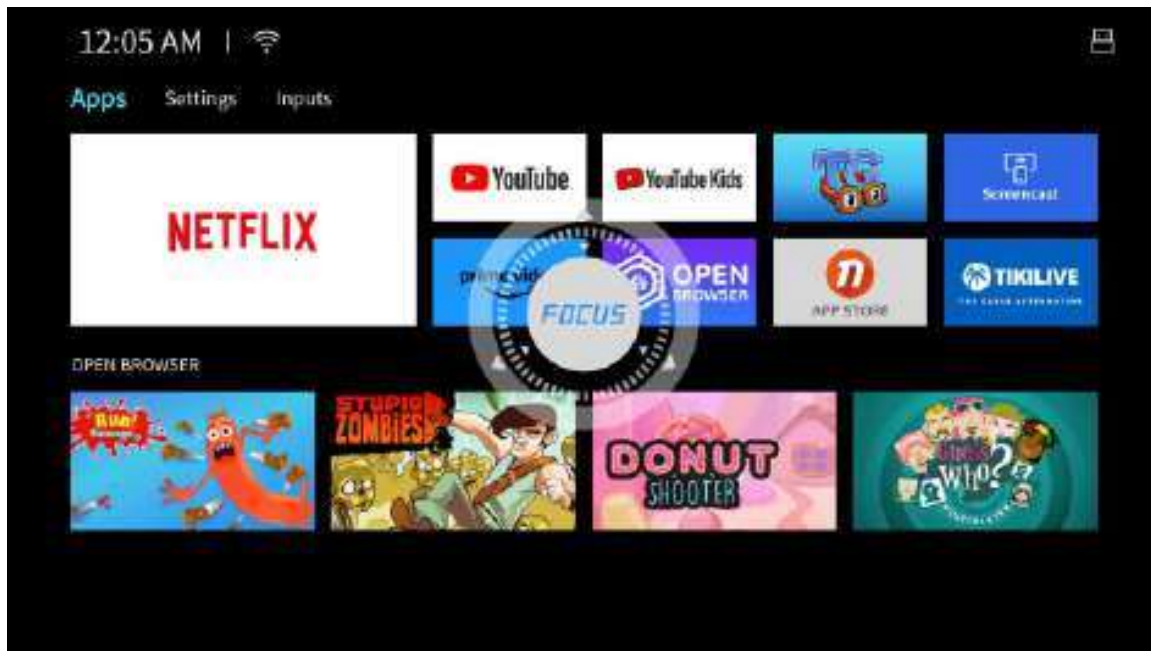 12:05 AM
Apps Settings Inputs
NETFLIX
YouTube
YouTube Kids
Screencast
prime vide
OPEN
BROWSER
FOCUS
APP STORE
TIKILIVE
OPEN BROWSER
Run!
STUPID
ZOMBIES
DONUT
SHOOTER
WHO?